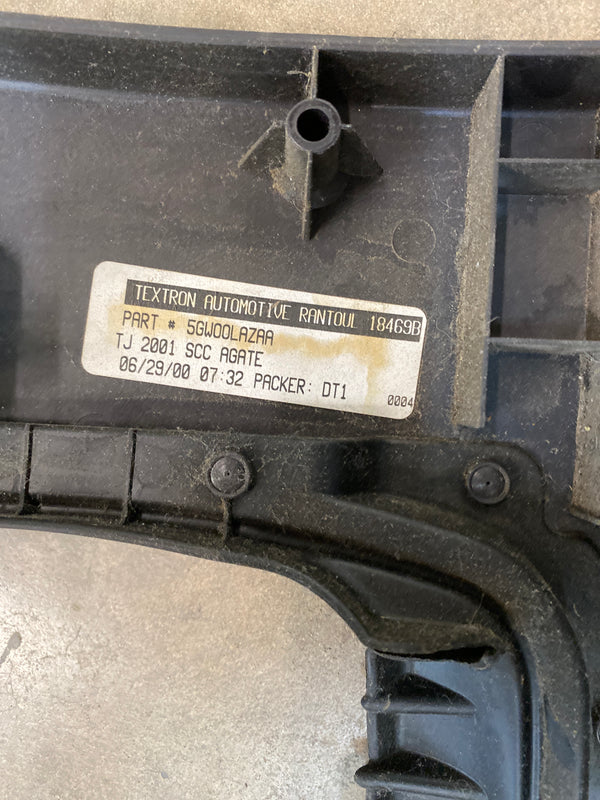 TEXTRON AUTOMOTIVE RANTOUL 18469B
PART # 5GW00LAZAA
TJ 2001 SCC AGATE
06/29/00 07:32 PACKER: DT1 0004